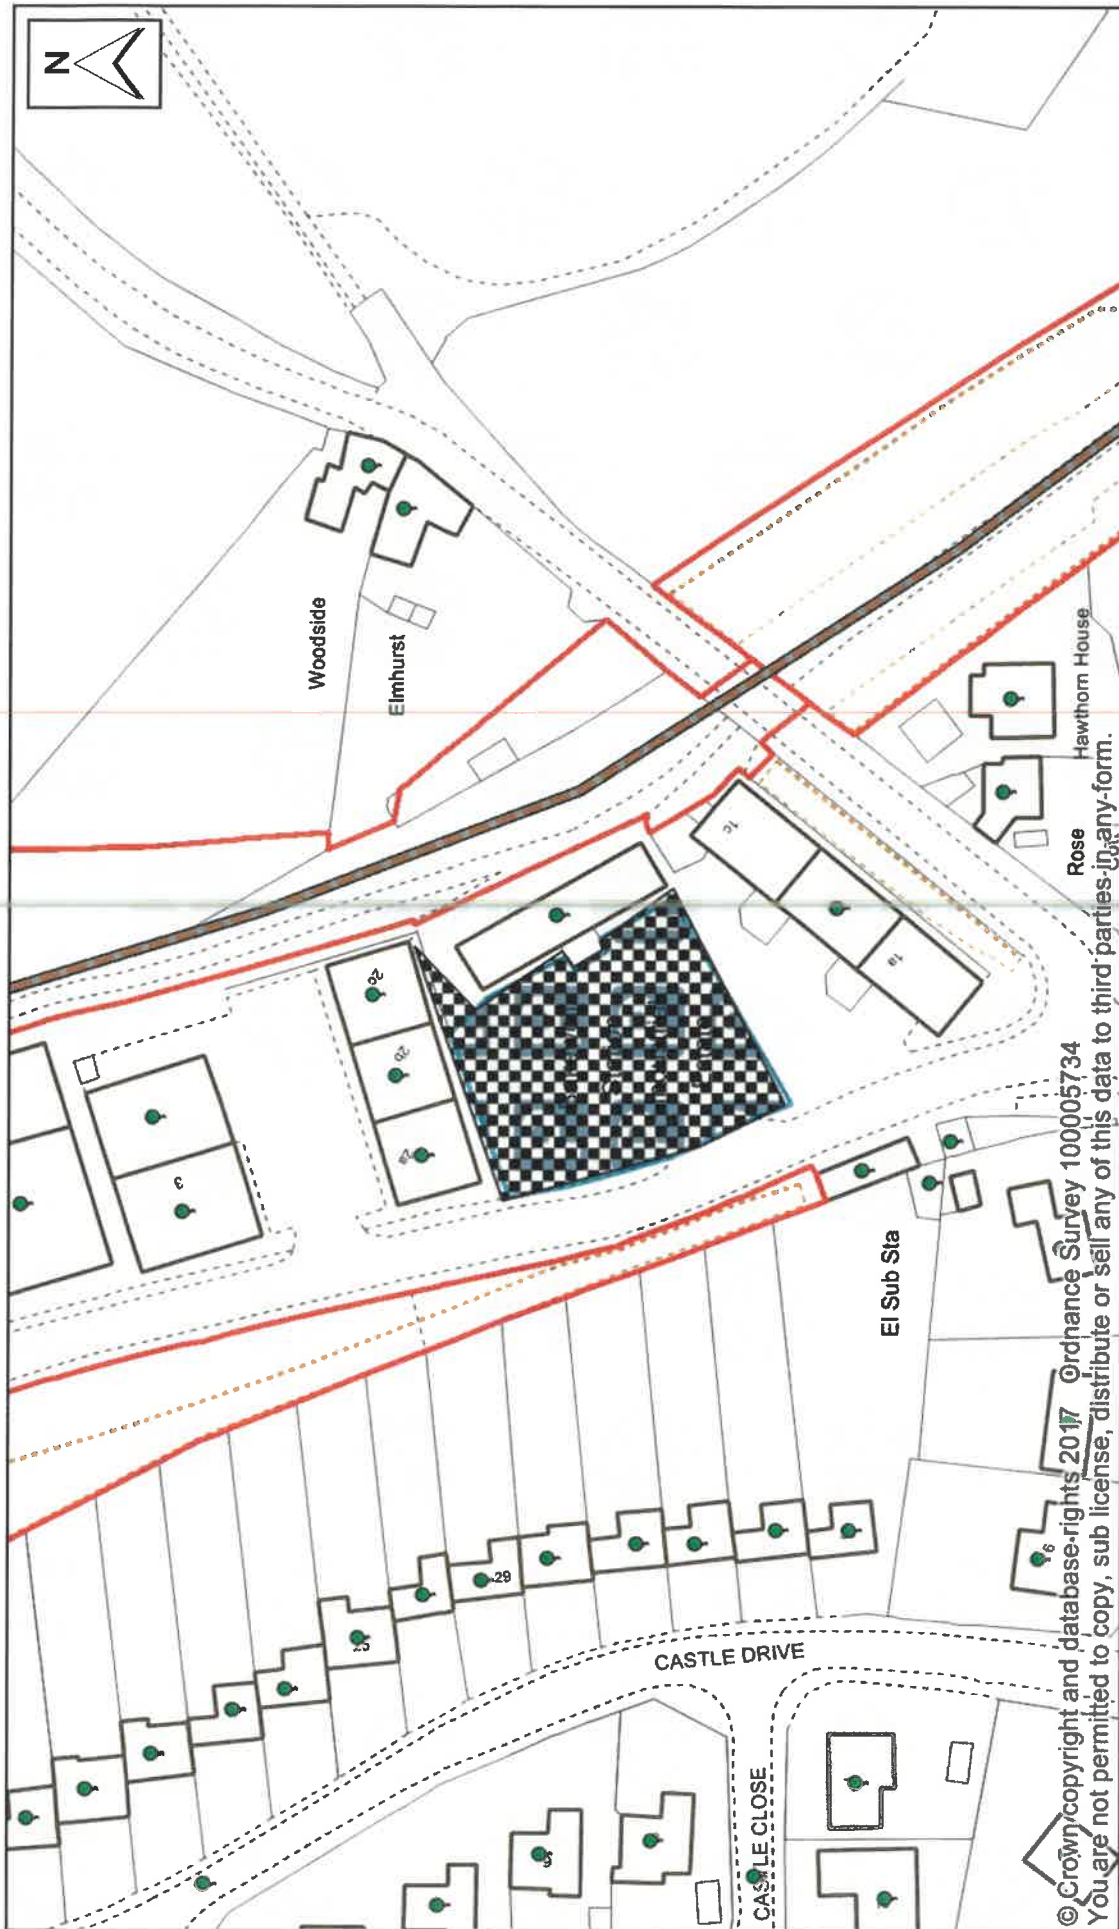 N
Woodside
Elmhurst
2c
2b
2a
3
1c
1a
Hawthorn House
Rose
El Sub Sta
29
25
9
CASTLE DRIVE
CASTLE CLOSE
© Crown copyright and database rights 2017 Ordnance Survey 100005734
You are not permitted to copy, sub license, distribute or sell any of this data to third parties in any form.